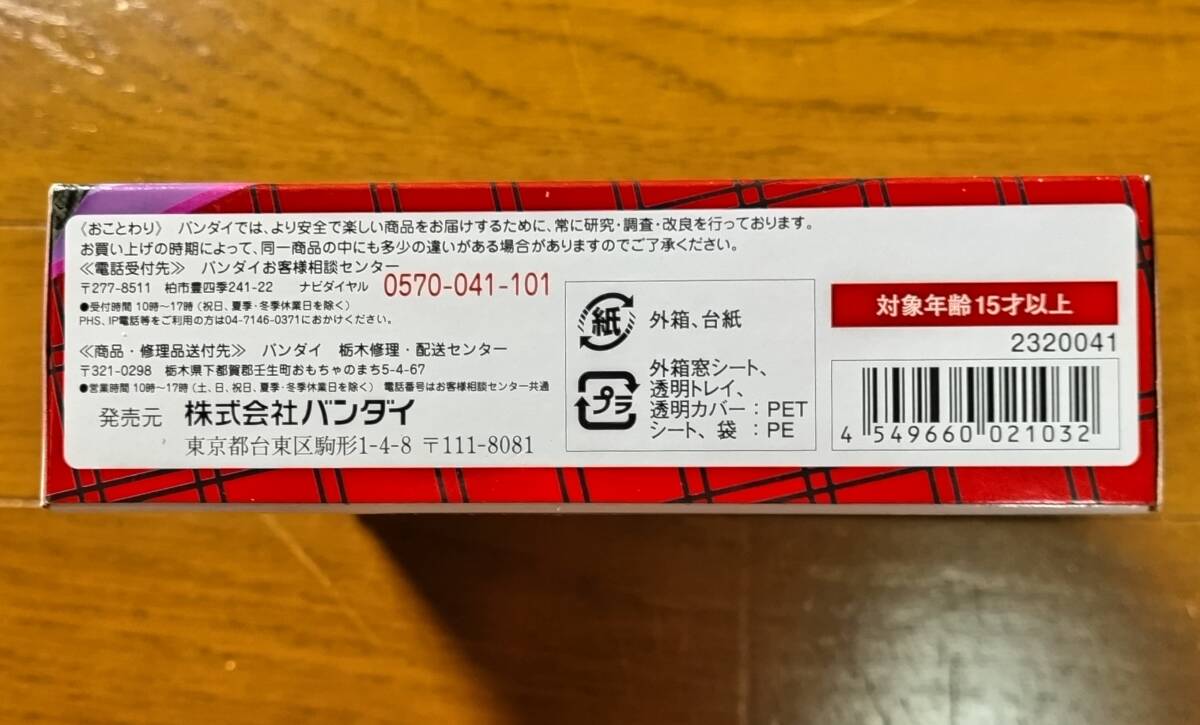 《おことわり》 バンダイでは、より安全で楽しい商品をお届けするために、常に研究・調査・改良を行っております。
お買い上げの時期によって、同一商品の中にも多少の違いがある場合がありますのでご了承ください。
≪電話受付先≫ バンダイお客様相談センター
〒277-8511 柏市豊四季241-22 ナビダイヤル 0570-041-101
●受付時間 10時〜17時(祝日、夏季・冬季休業日を除く)
PHS、IP電話等をご利用の方は04-7146-0371におかけください。
≪商品・修理品送付先≫ バンダイ 栃木修理・配送センター
〒321-0298 栃木県下都賀郡壬生町おもちゃのまち5-4-67
●営業時間 10時〜17時(土、日、祝日、夏季・冬季休業日を除く) 電話番号はお客様相談センター共通
発売元 株式会社バンダイ
東京都台東区駒形1-4-8 〒111-8081
紙 外箱、台紙
プラ
外箱窓シート、
透明トレイ、
透明カバー:PET
シート、袋 :PE
対象年齢15才以上
2320041
4 549660 021032